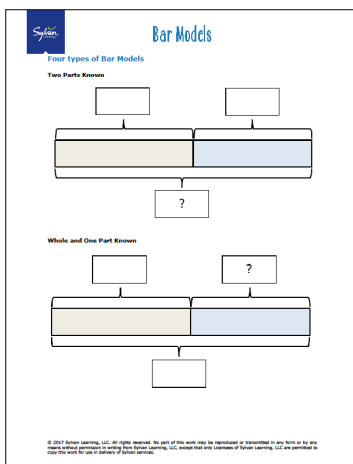 Sylvan
LEARNING
Bar Models
Four types of Bar Models
Two Parts Known
?
Whole and One Part Known
?
© 2017 Sylvan Learning, LLC. All rights reserved. No part of this work may be reproduced or transmitted in any form or by any
means without permission in writing from Sylvan Learning, LLC, except that only Licensees of Sylvan Learning, LLC are permitted to
copy this work for use in delivery of Sylvan services.